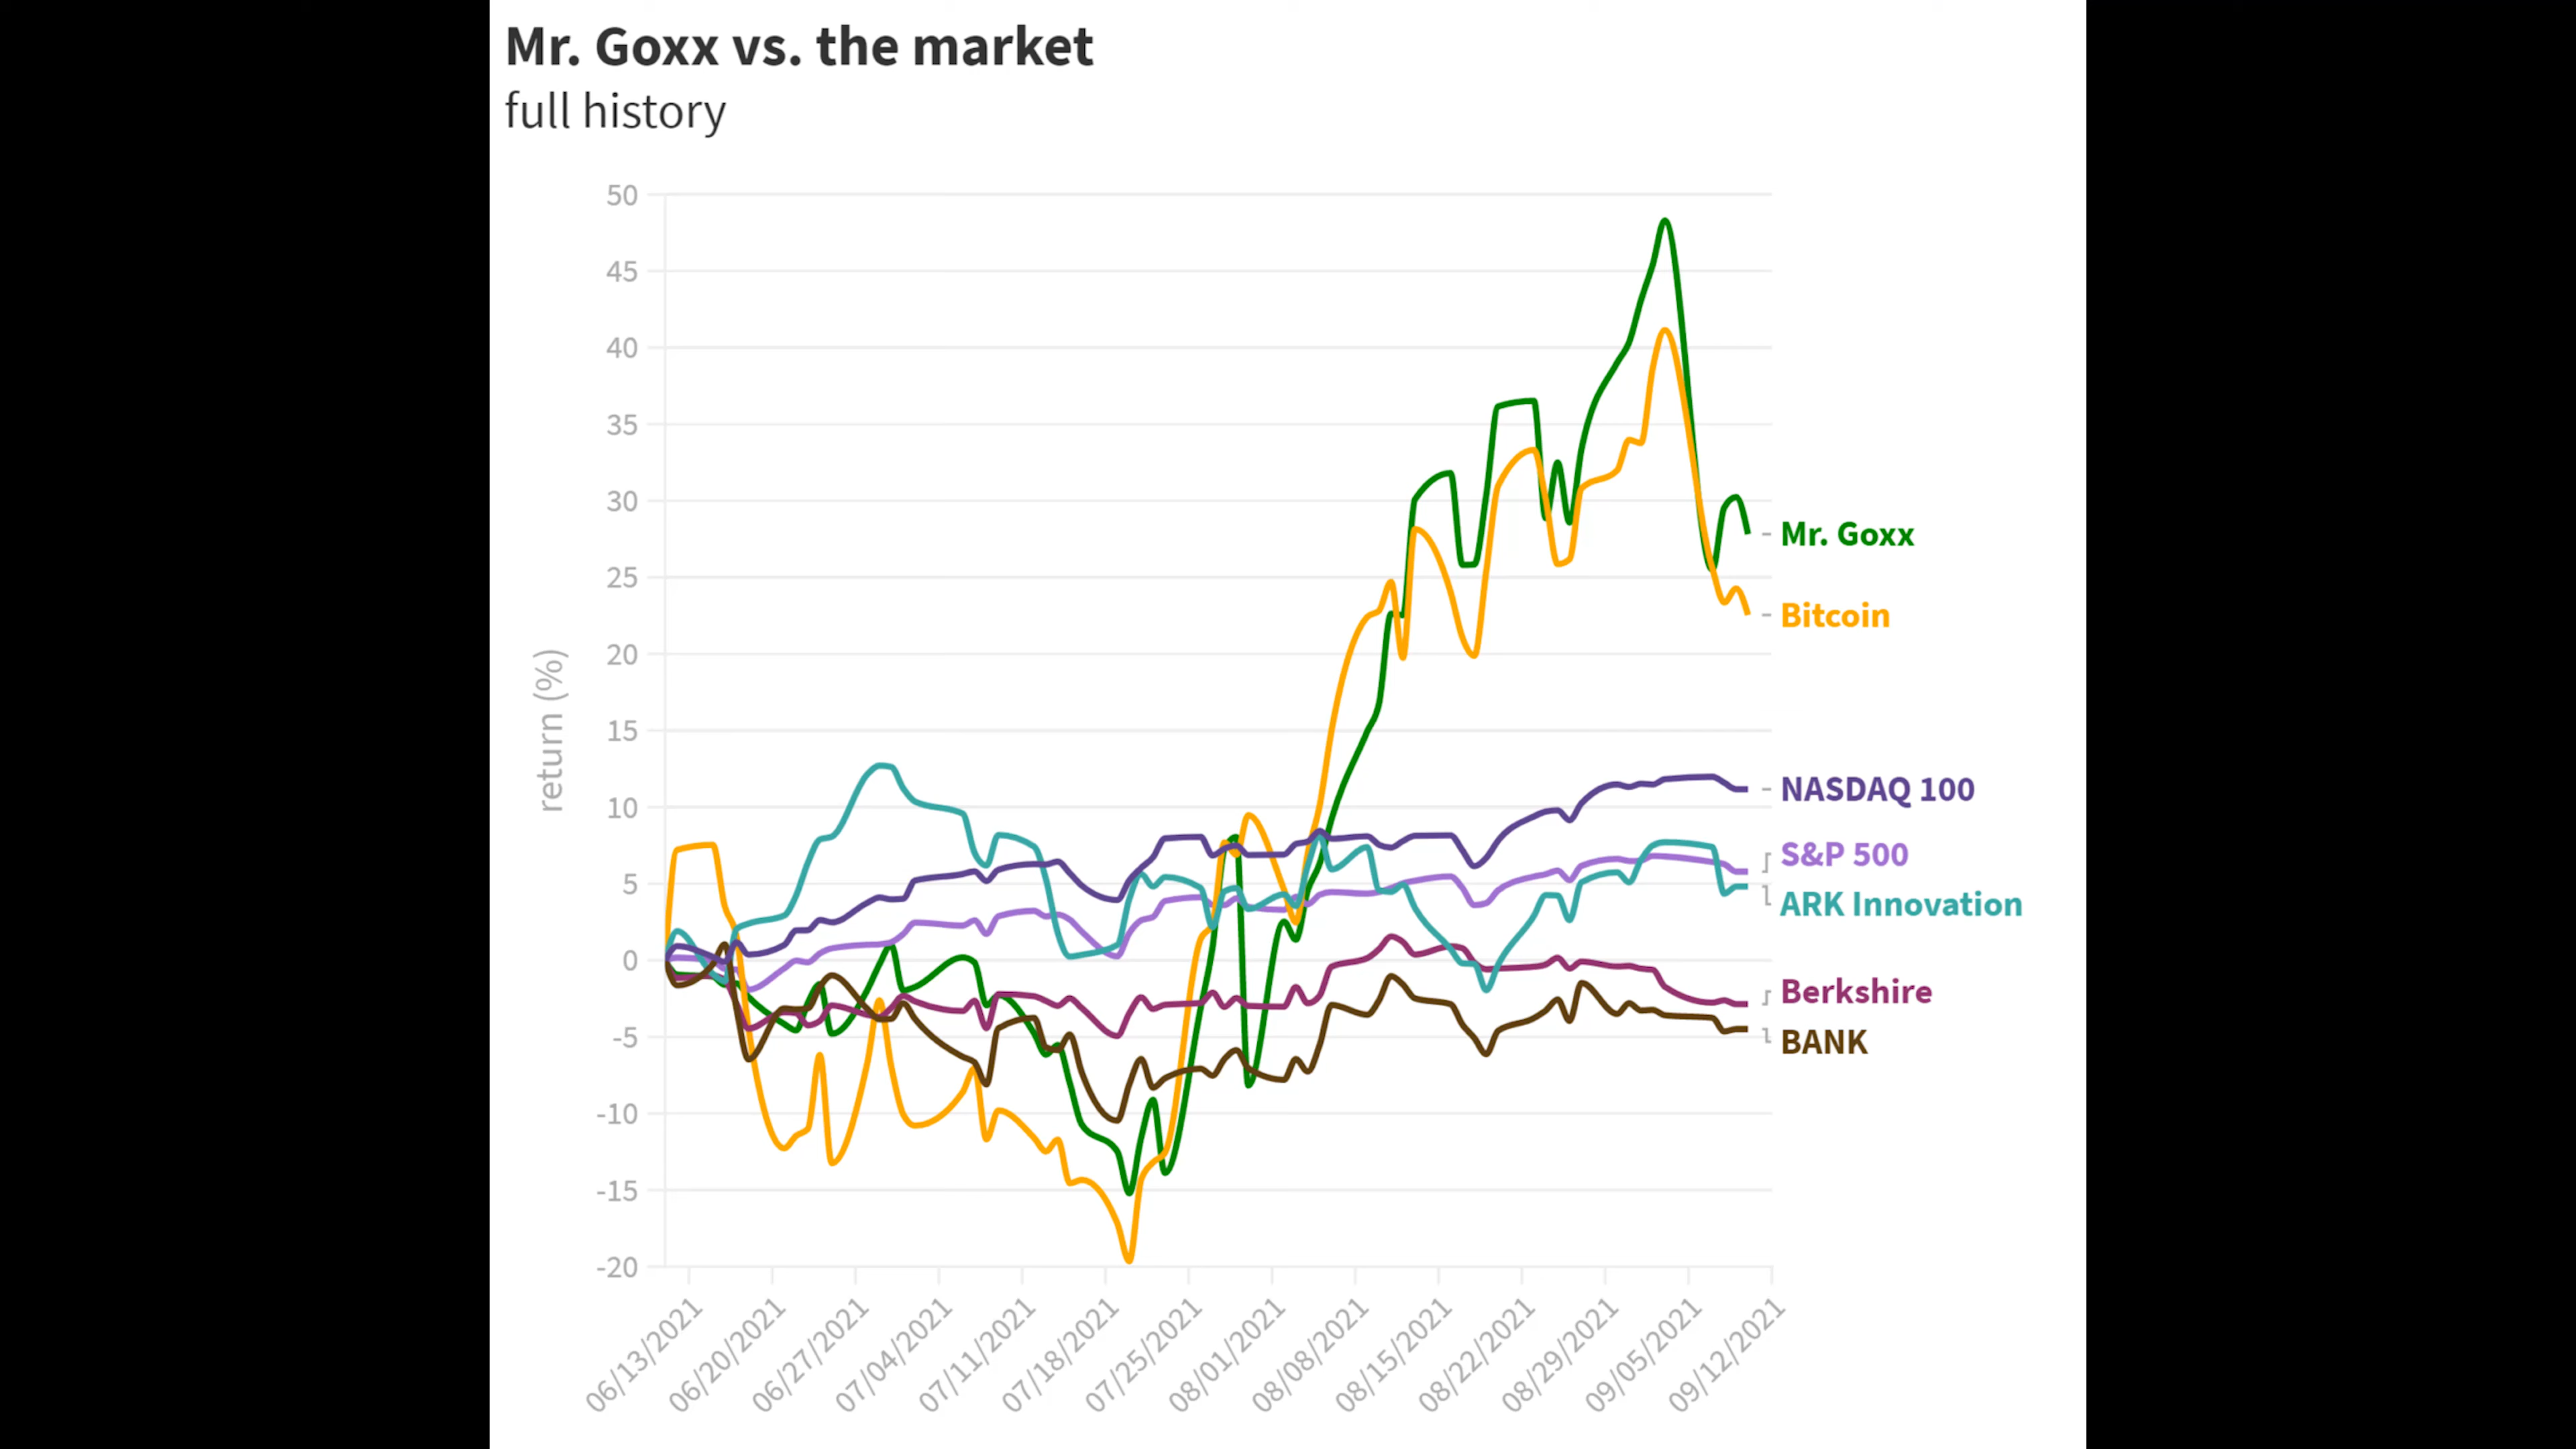 Mr. Goxx vs. the market
full history
return (%)
50
45
40
35
30
25
20
15
10
5
0
-5
-10
-15
-20
Mr. Goxx
Bitcoin
NASDAQ 100
S&P 500
ARK Innovation
Berkshire
BANK
06/13/2021
06/20/2021
06/27/2021
07/04/2021
07/11/2021
07/18/2021
07/25/2021
08/01/2021
08/08/2021
08/15/2021
08/22/2021
08/29/2021
09/05/2021
09/12/2021